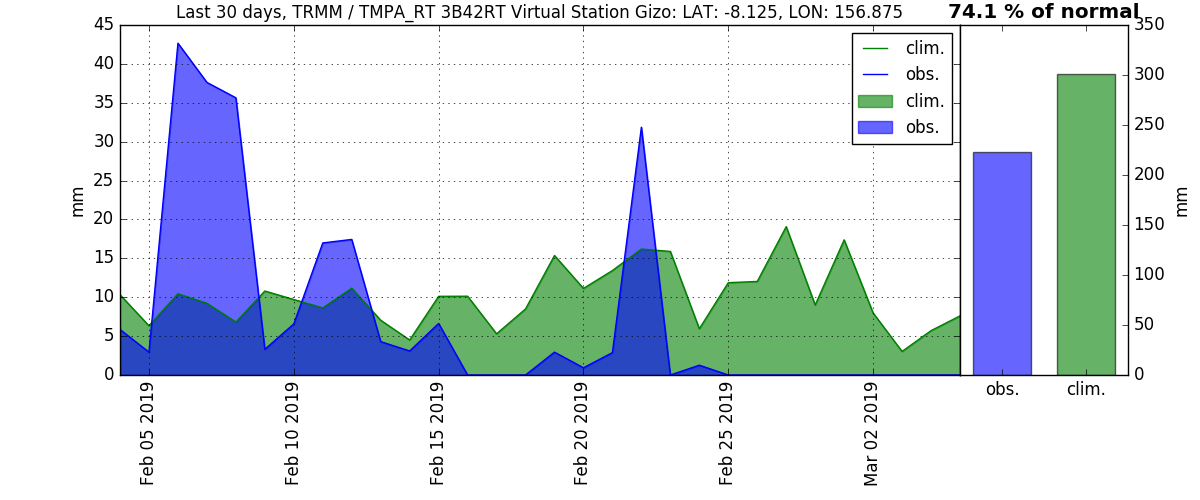 Last 30 days, TRMM / TMPA_RT 3B42RT Virtual Station Gizo: LAT: -8.125, LON: 156.875
74.1 % of normal
45
40
35
30
25
20
15
10
5
0
mm
clim.
obs.
clim.
obs.
Feb 05 2019
Feb 10 2019
Feb 15 2019
Feb 20 2019
Feb 25 2019
Mar 02 2019
350
300
250
200
150
100
50
0
mm
obs.
clim.